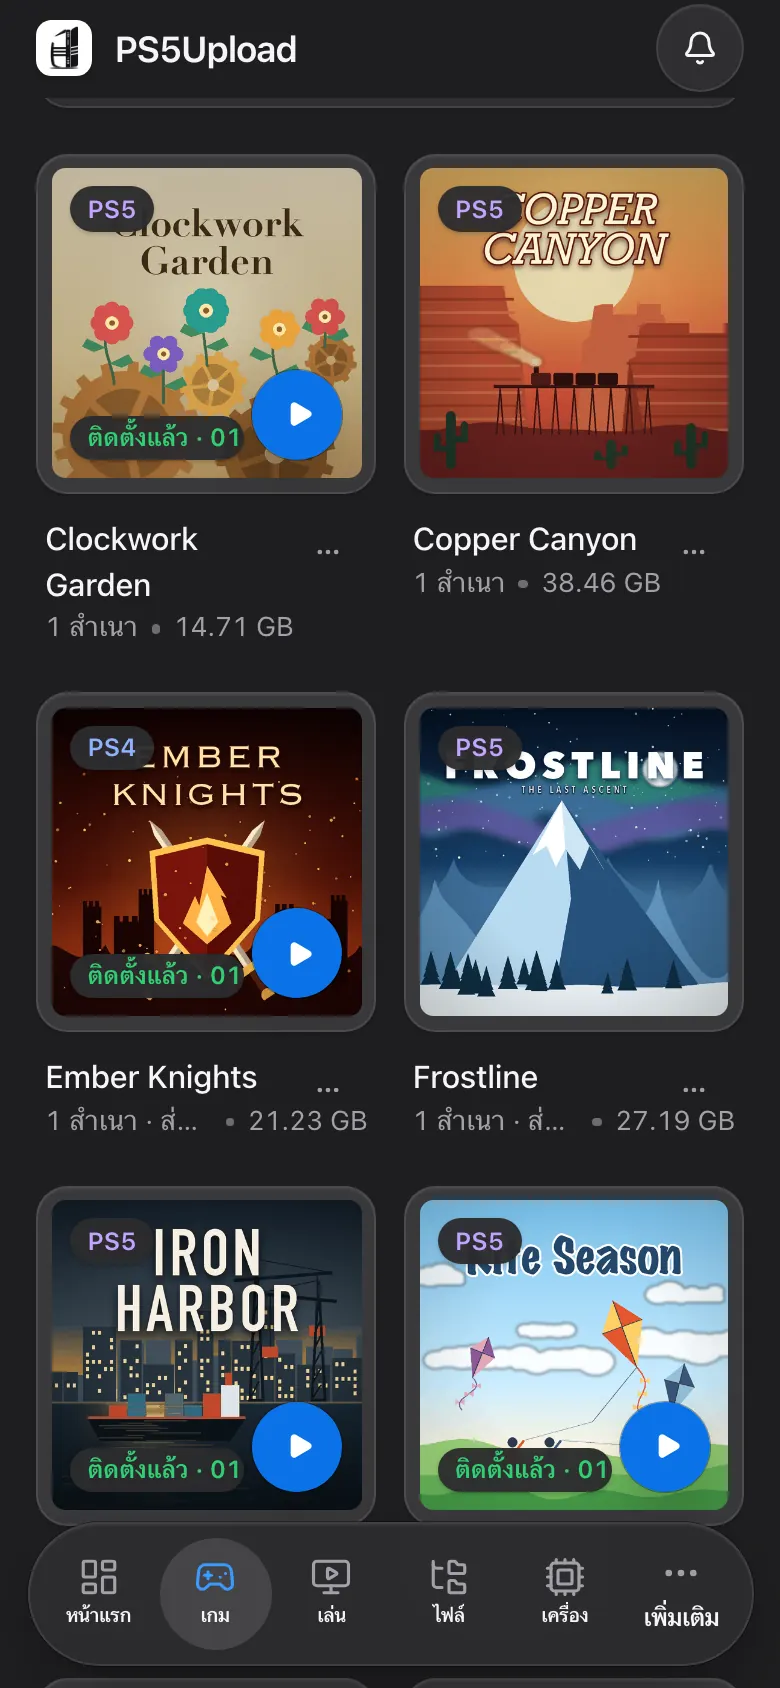 PS5Upload
PS5
Clockwork
Garden
ติดตั้งแล้ว · 01
PS5
COPPER
CANYON
Clockwork
Garden
...
1 สำเนา • 14.71 GB
Copper Canyon
...
1 สำเนา • 38.46 GB
PS4
EMBER
KNIGHTS
ติดตั้งแล้ว · 01
PS5
FROSTLINE
THE LAST ASCENT
Ember Knights
...
1 สำเนา · ส่... • 21.23 GB
Frostline
...
1 สำเนา · ส่... • 27.19 GB
PS5
IRON
HARBOR
ติดตั้งแล้ว · 01
PS5
Kite Season
ติดตั้งแล้ว · 01
หน้าแรก
เกม
เล่น
ไฟล์
เครื่อง
เพิ่มเติม